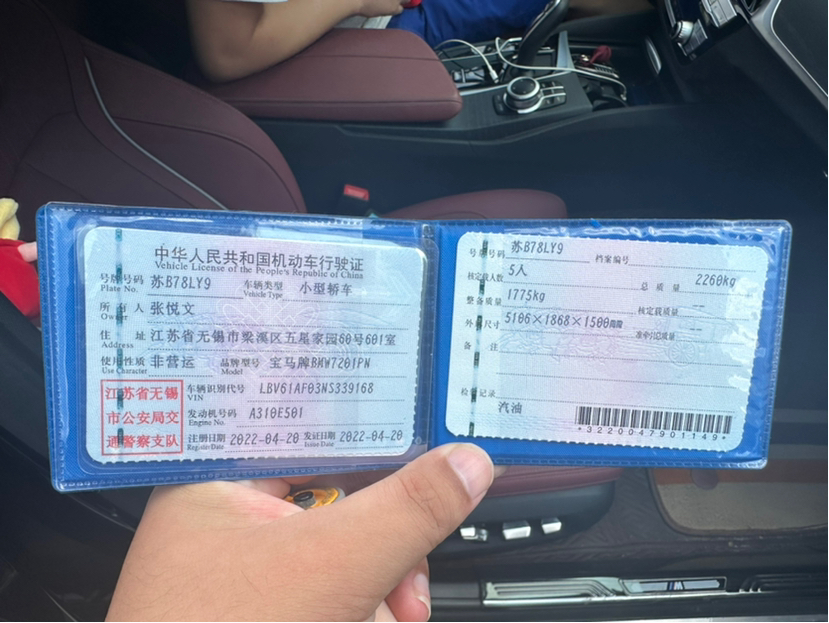 中华人民共和国机动车行驶证
Vehicle License of the People's Republic of China
号牌号码 苏B78LY9 车辆类型 小型轿车
Plate No. Vehicle Type
所有人 张悦文
Owner
住址 江苏省无锡市梁溪区五星家园60号601室
使用性质 非营运 品牌型号 宝马牌BMW7201PN
Use Character Model
江苏省无锡
市公安局交
通警察支队
车辆识别代号 LBV61AF03NS339168
VIN
发动机号码 A310E501
Engine No.
注册日期 2022-04-20 发证日期 2022-04-20
Register Date Issue Date
号牌号码 苏B78LY9 档案编号
核定载人数 5人 总质量 2260kg
整备质量 1775kg 核定载质量 --
外廓尺寸 5106×1868×1500mm 准牵引总质量 --
备注
检验记录
汽油
*3220047901149*